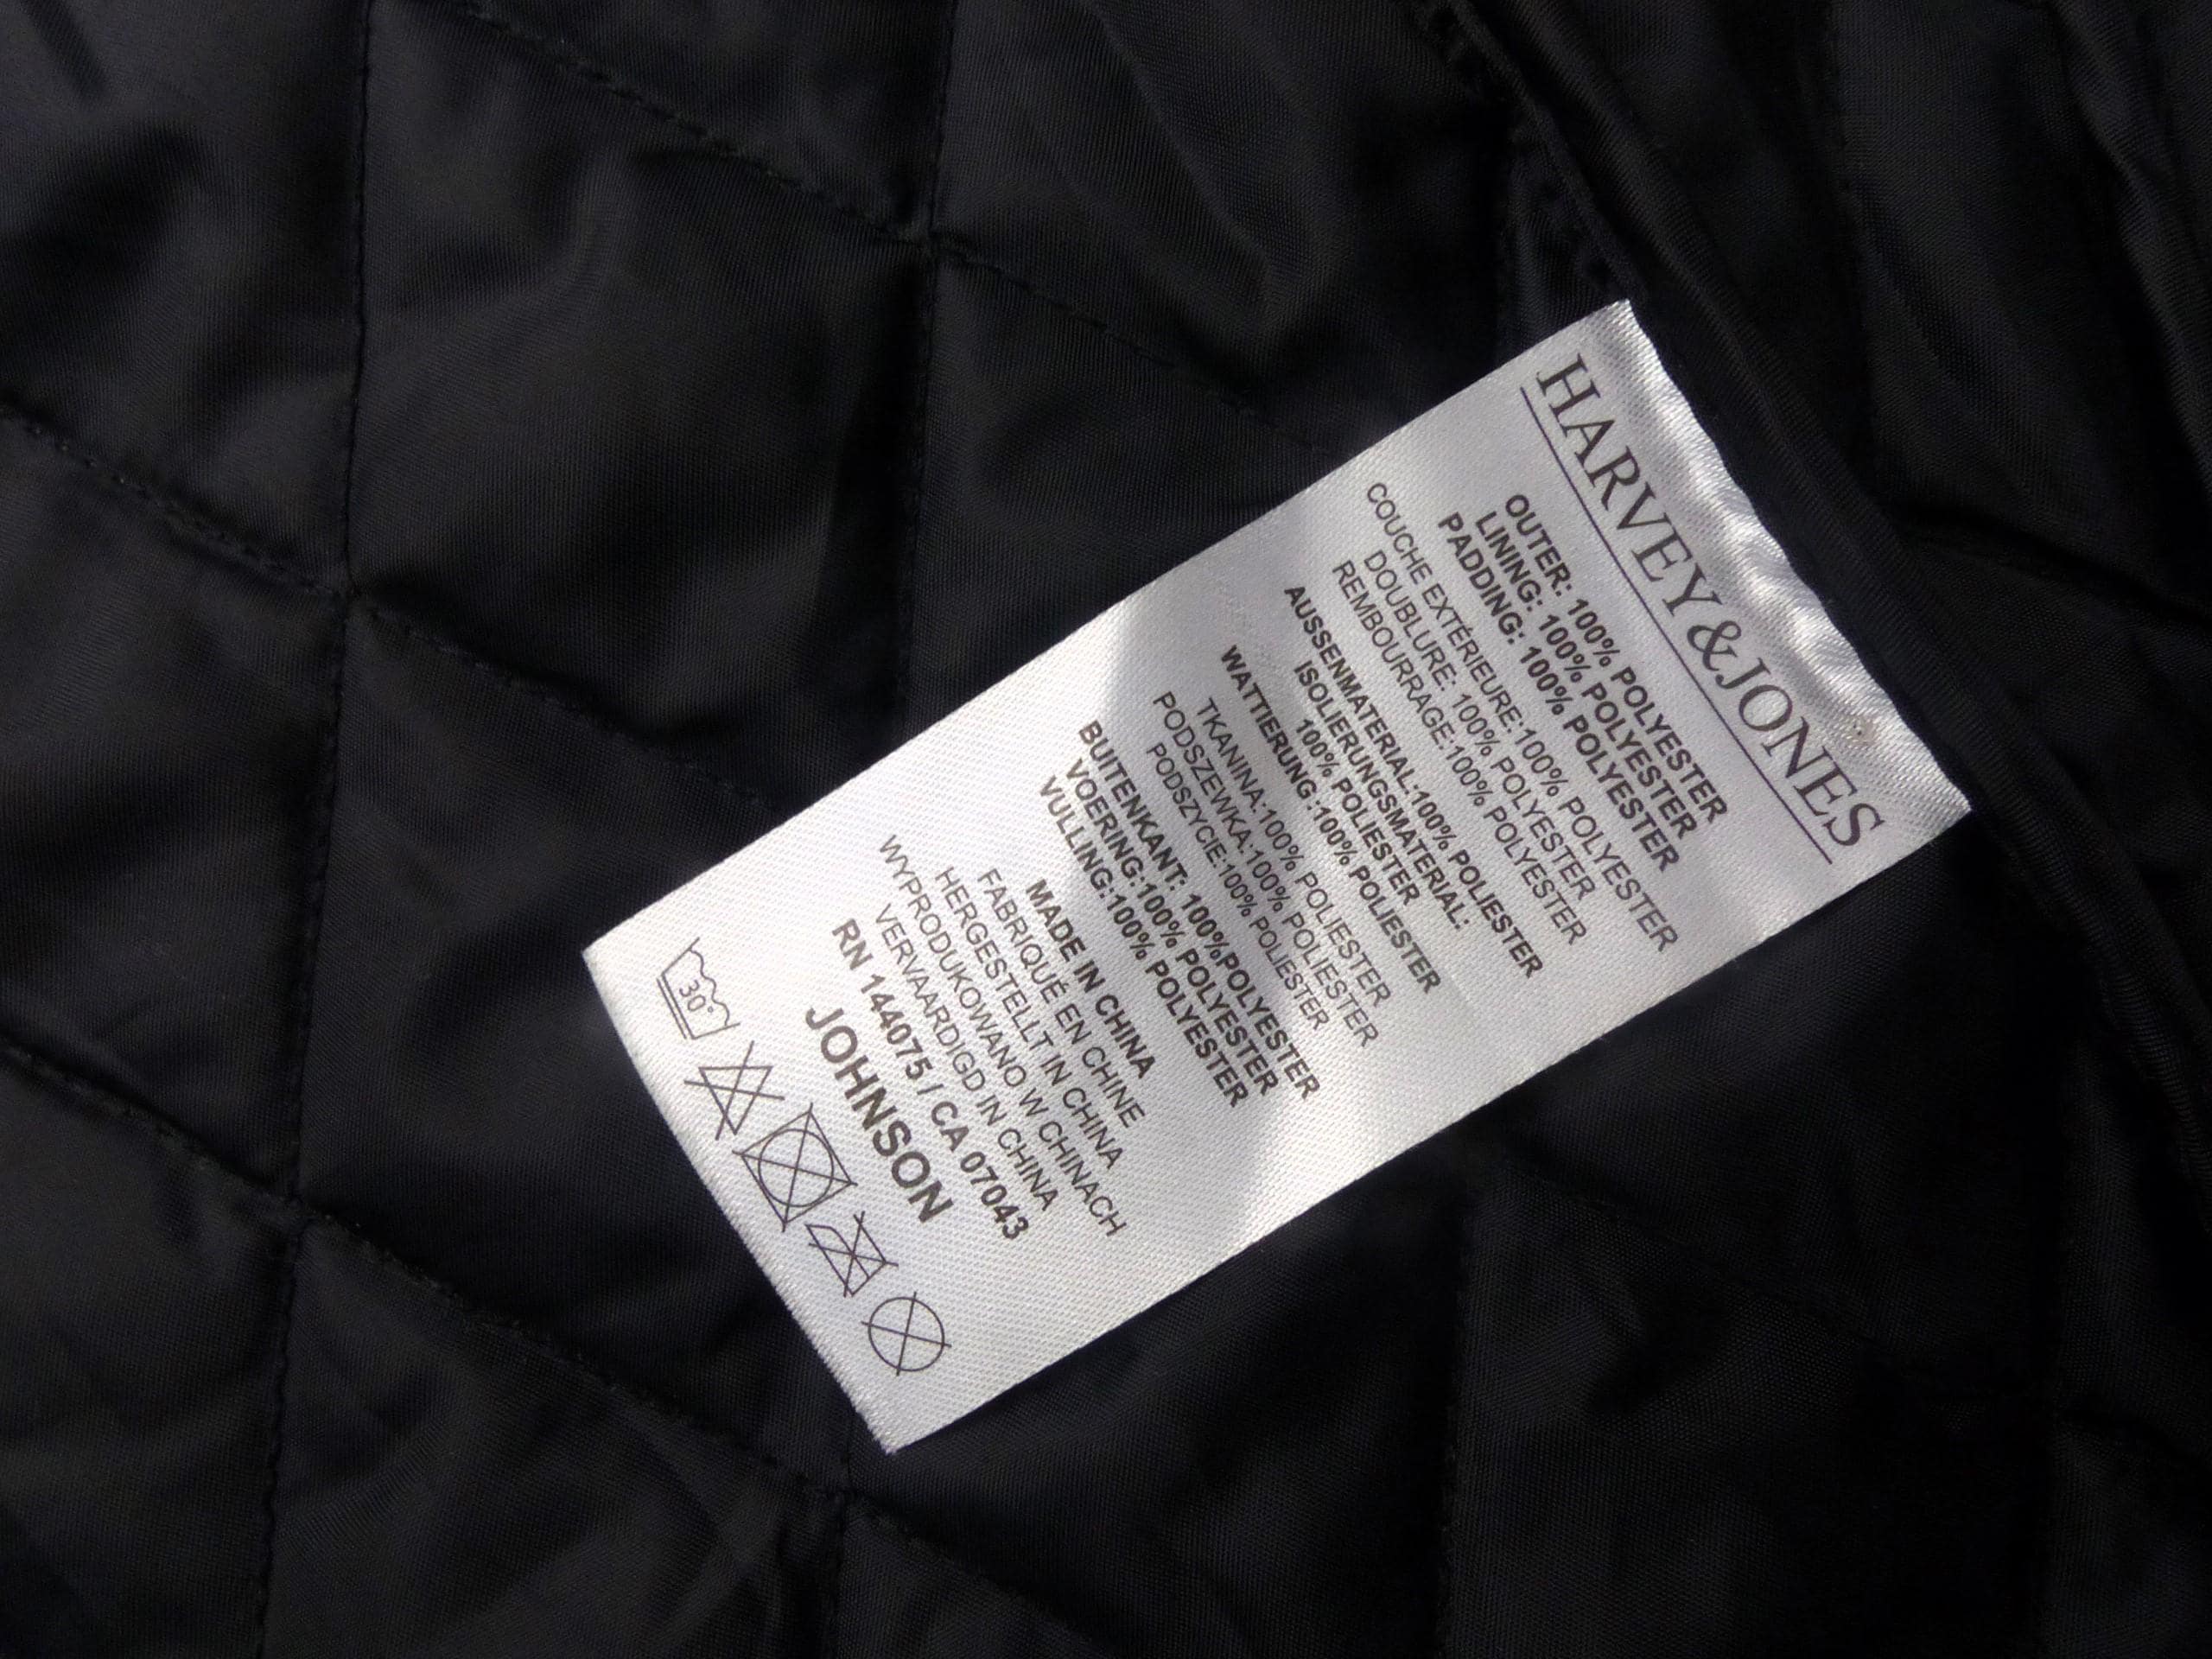 HARVEY&JONES
OUTER: 100% POLYESTER
LINING: 100% POLYESTER
PADDING: 100% POLYESTER
COUCHE EXTÉRIEURE:100% POLYESTER
DOUBLURE: 100% POLYESTER
REMBOURRAGE:100% POLYESTER
AUSSENMATERIAL:100% POLIESTER
ISOLIERUNGSMATERIAL:
100% POLIESTER
WATTIERUNG:100% POLIESTER
TKANINA:100% POLIESTER
PODSZEWKA:100% POLIESTER
PODSZYCIE:100% POLIESTER
BUITENKANT: 100%POLYESTER
VOERING:100% POLYESTER
VULLING:100% POLYESTER
MADE IN CHINA
FABRIQUÉ EN CHINE
HERGESTELLT IN CHINA
WYPRODUKOWANO W CHINACH
VERVAARDIGD IN CHINA
RN 144075 / CA 07043
JOHNSON
30°